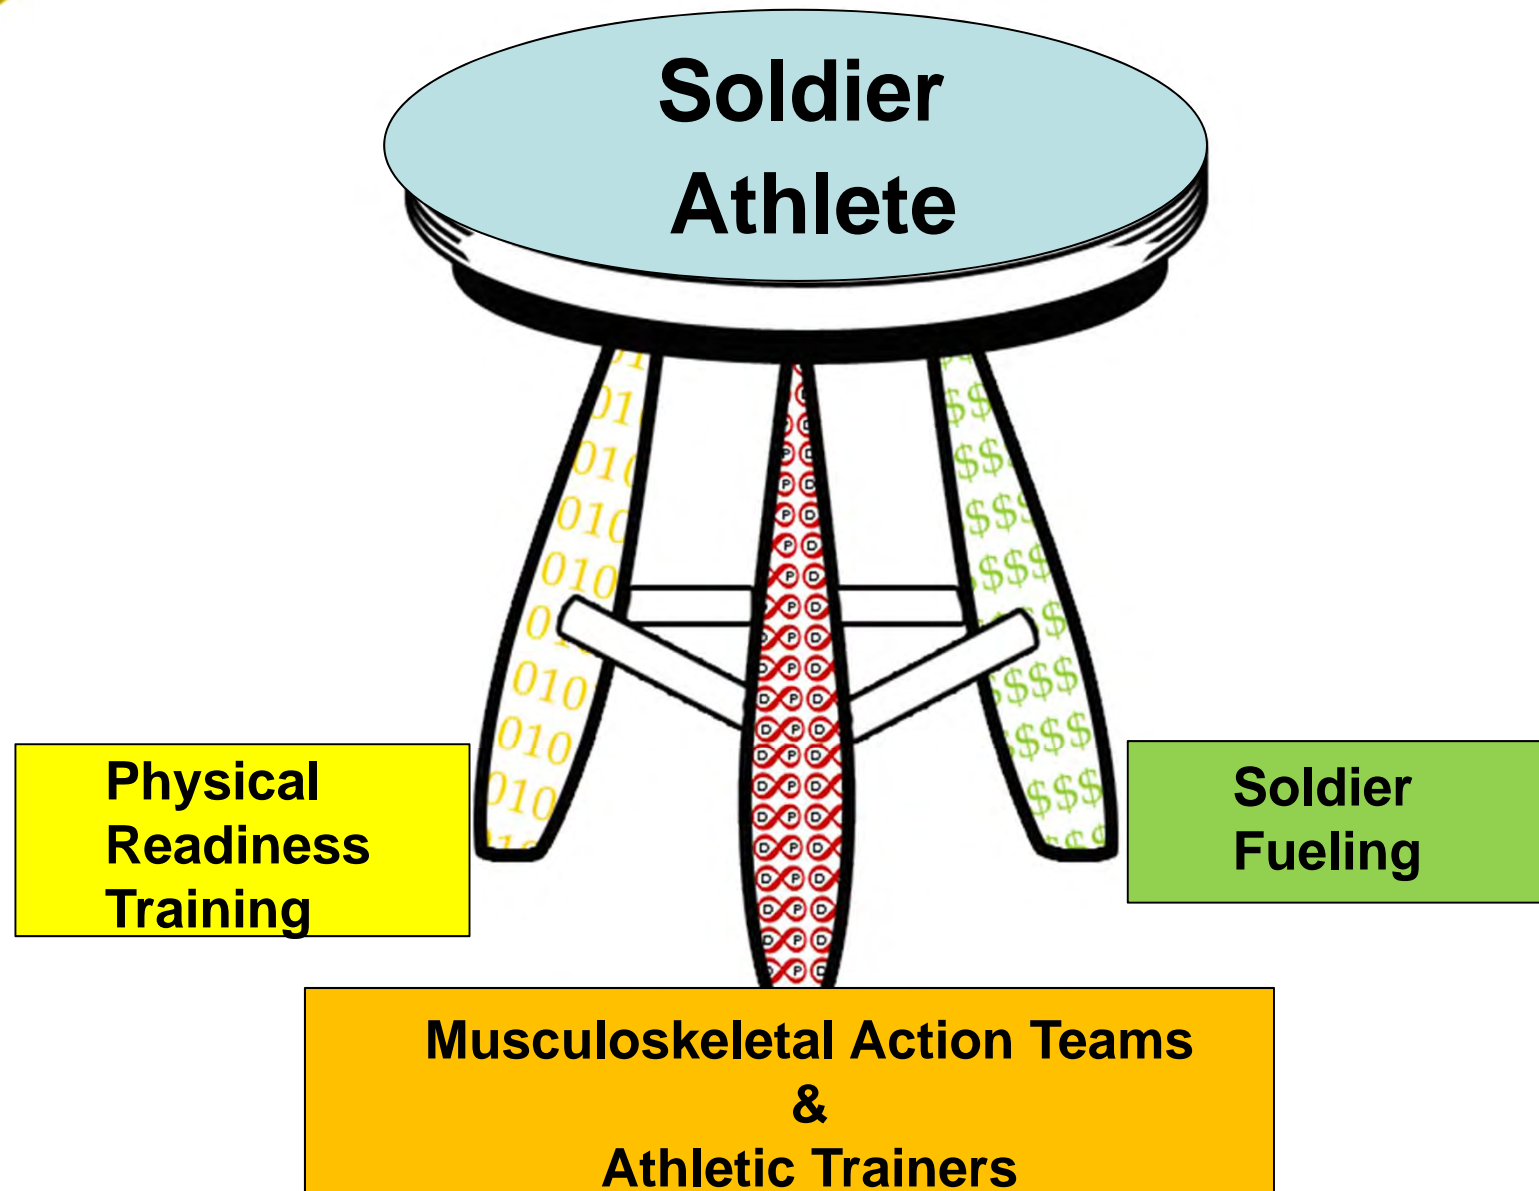 Soldier
Athlete
Physical
Readiness
Training
Soldier
Fueling
Musculoskeletal Action Teams
&
Athletic Trainers